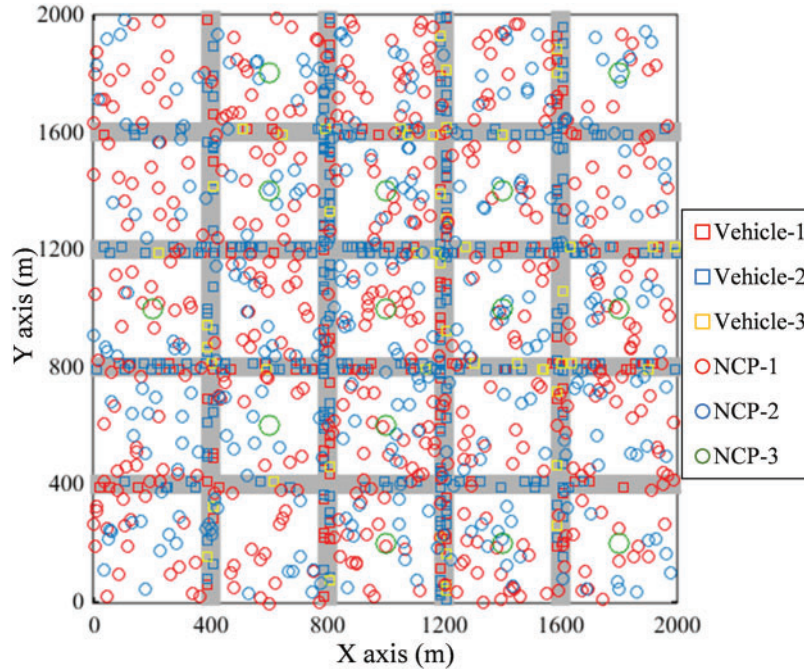 2000
1600
1200
800
400
0
Y axis (m)
0 400 800 1200 1600 2000
X axis (m)
Vehicle-1
Vehicle-2
Vehicle-3
NCP-1
NCP-2
NCP-3